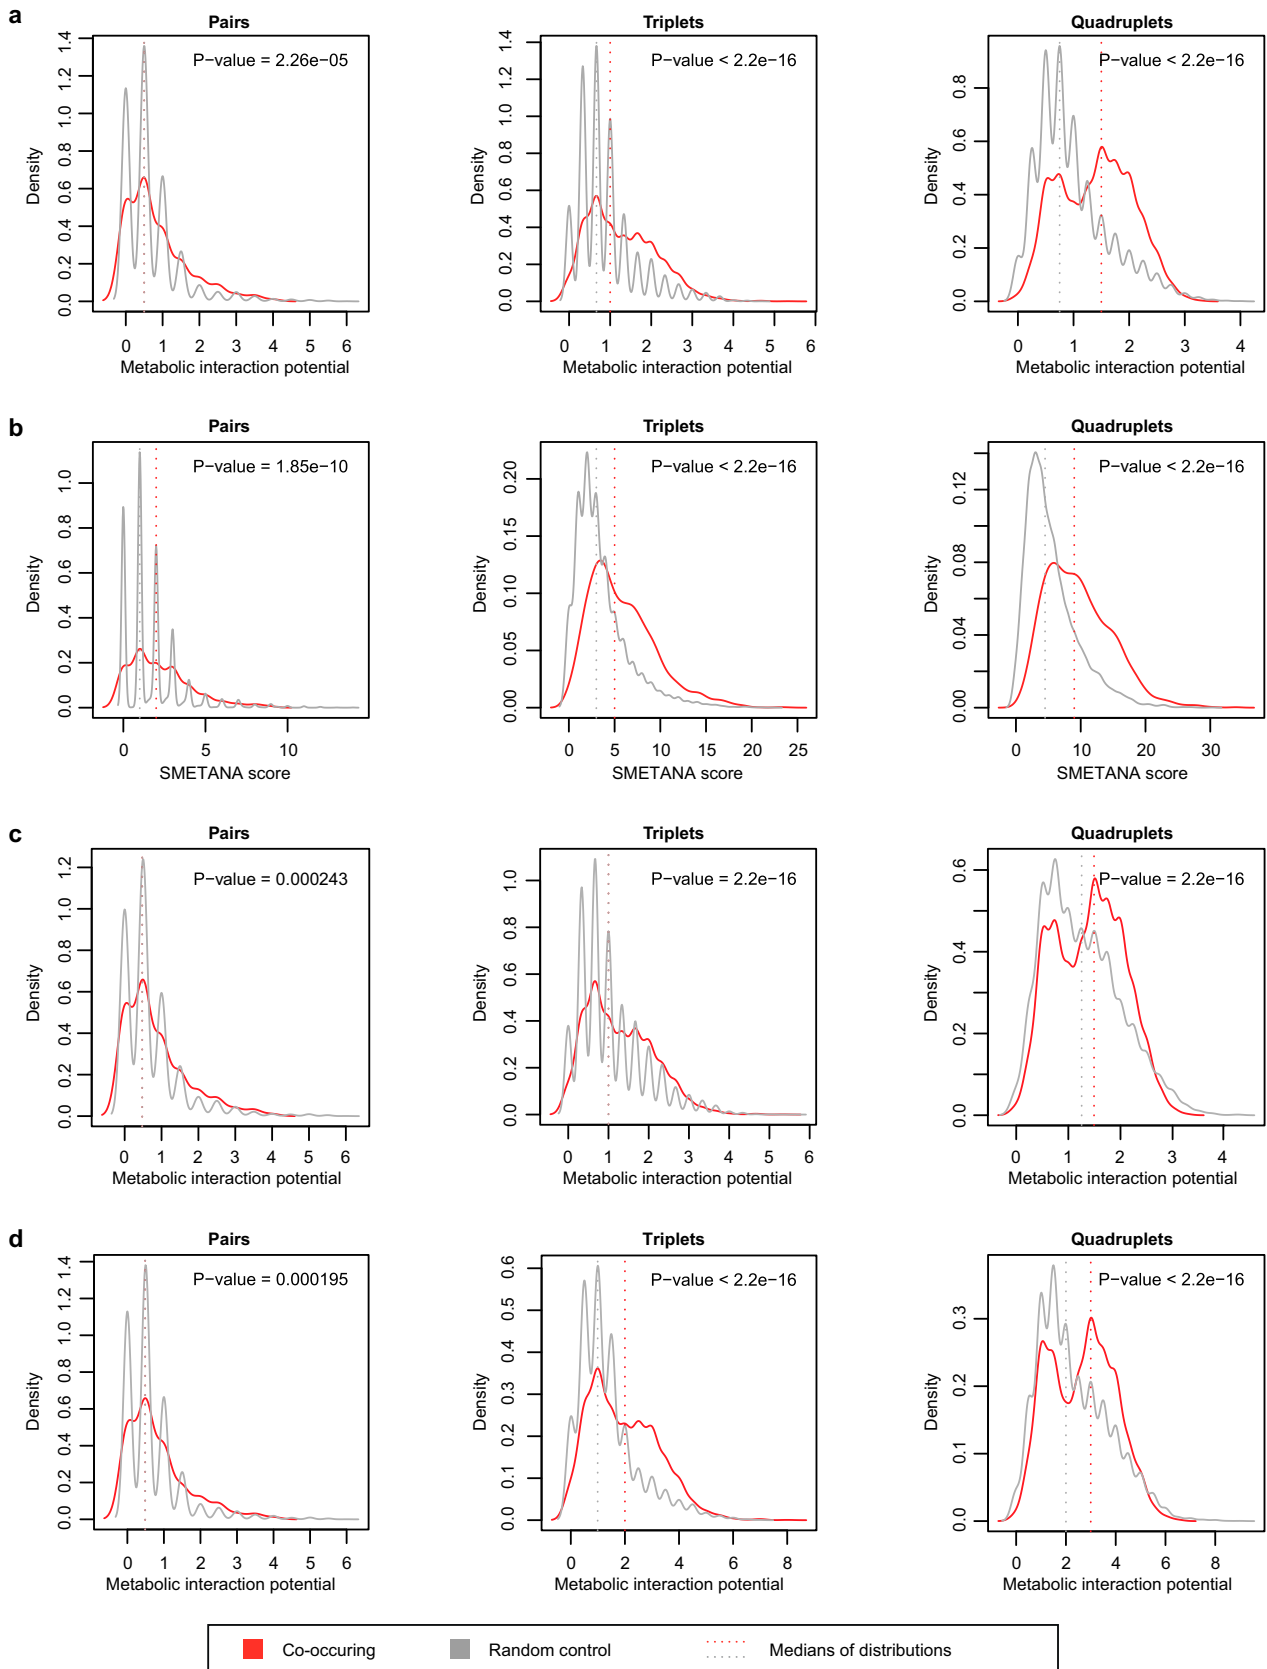 a
Pairs
Triplets
Quadruplets
P−value = 2.26e−05
P−value < 2.2e−16
P−value < 2.2e−16
Density
0.0 0.2 0.4 0.6 0.8 1.0 1.2 1.4
0 1 2 3 4 5 6
Metabolic interaction potential
Density
0.0 0.2 0.4 0.6 0.8 1.0 1.2 1.4
0 1 2 3 4 5 6
Metabolic interaction potential
Density
0.0 0.2 0.4 0.6 0.8
0 1 2 3 4
Metabolic interaction potential
b
Pairs
Triplets
Quadruplets
P−value = 1.85e−10
P−value < 2.2e−16
P−value < 2.2e−16
Density
0.0 0.2 0.4 0.6 0.8 1.0
0 5 10
SMETANA score
Density
0.00 0.05 0.10 0.15 0.20
0 5 10 15 20 25
SMETANA score
Density
0.00 0.04 0.08 0.12
0 10 20 30
SMETANA score
c
Pairs
Triplets
Quadruplets
P−value = 0.000243
P−value = 2.2e−16
P−value = 2.2e−16
Density
0.0 0.2 0.4 0.6 0.8 1.0 1.2
0 1 2 3 4 5 6
Metabolic interaction potential
Density
0.0 0.2 0.4 0.6 0.8 1.0
0 1 2 3 4 5 6
Metabolic interaction potential
Density
0.0 0.2 0.4 0.6
0 1 2 3 4
Metabolic interaction potential
d
Pairs
Triplets
Quadruplets
P−value = 0.000195
P−value < 2.2e−16
P−value < 2.2e−16
Density
0.0 0.2 0.4 0.6 0.8 1.0 1.2 1.4
0 1 2 3 4 5 6
Metabolic interaction potential
Density
0.0 0.1 0.2 0.3 0.4 0.5 0.6
0 2 4 6 8
Metabolic interaction potential
Density
0.0 0.1 0.2 0.3
0 2 4 6 8
Metabolic interaction potential
Co-occuring
Random control
Medians of distributions